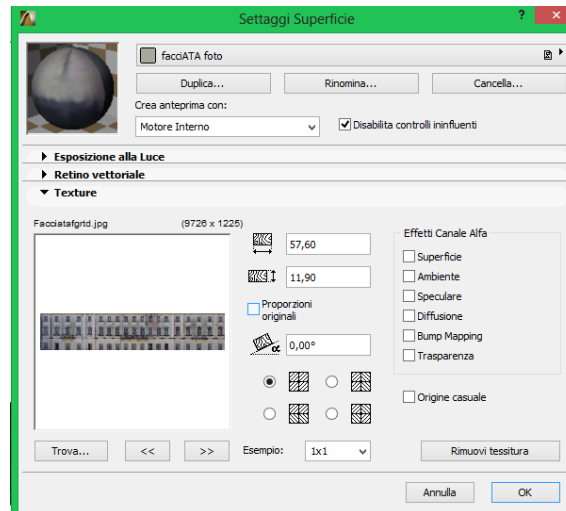 Settaggi Superficie
facciATA foto
Duplica...
Rinomina...
Cancella...
Crea anteprima con:
Motore Interno
Disabilita controlli ininfluenti
Esposizione alla Luce
Retino vettoriale
Texture
Facciatafgrtd.jpg (9726 x 1225)
57,60
11,90
Proporzioni
originali
α 0,00°
Effetti Canale Alfa
Superficie
Ambiente
Speculare
Diffusione
Bump Mapping
Trasparenza
Origine casuale
Trova... << >> Esempio: 1x1 Rimuovi tessitura
Annulla OK